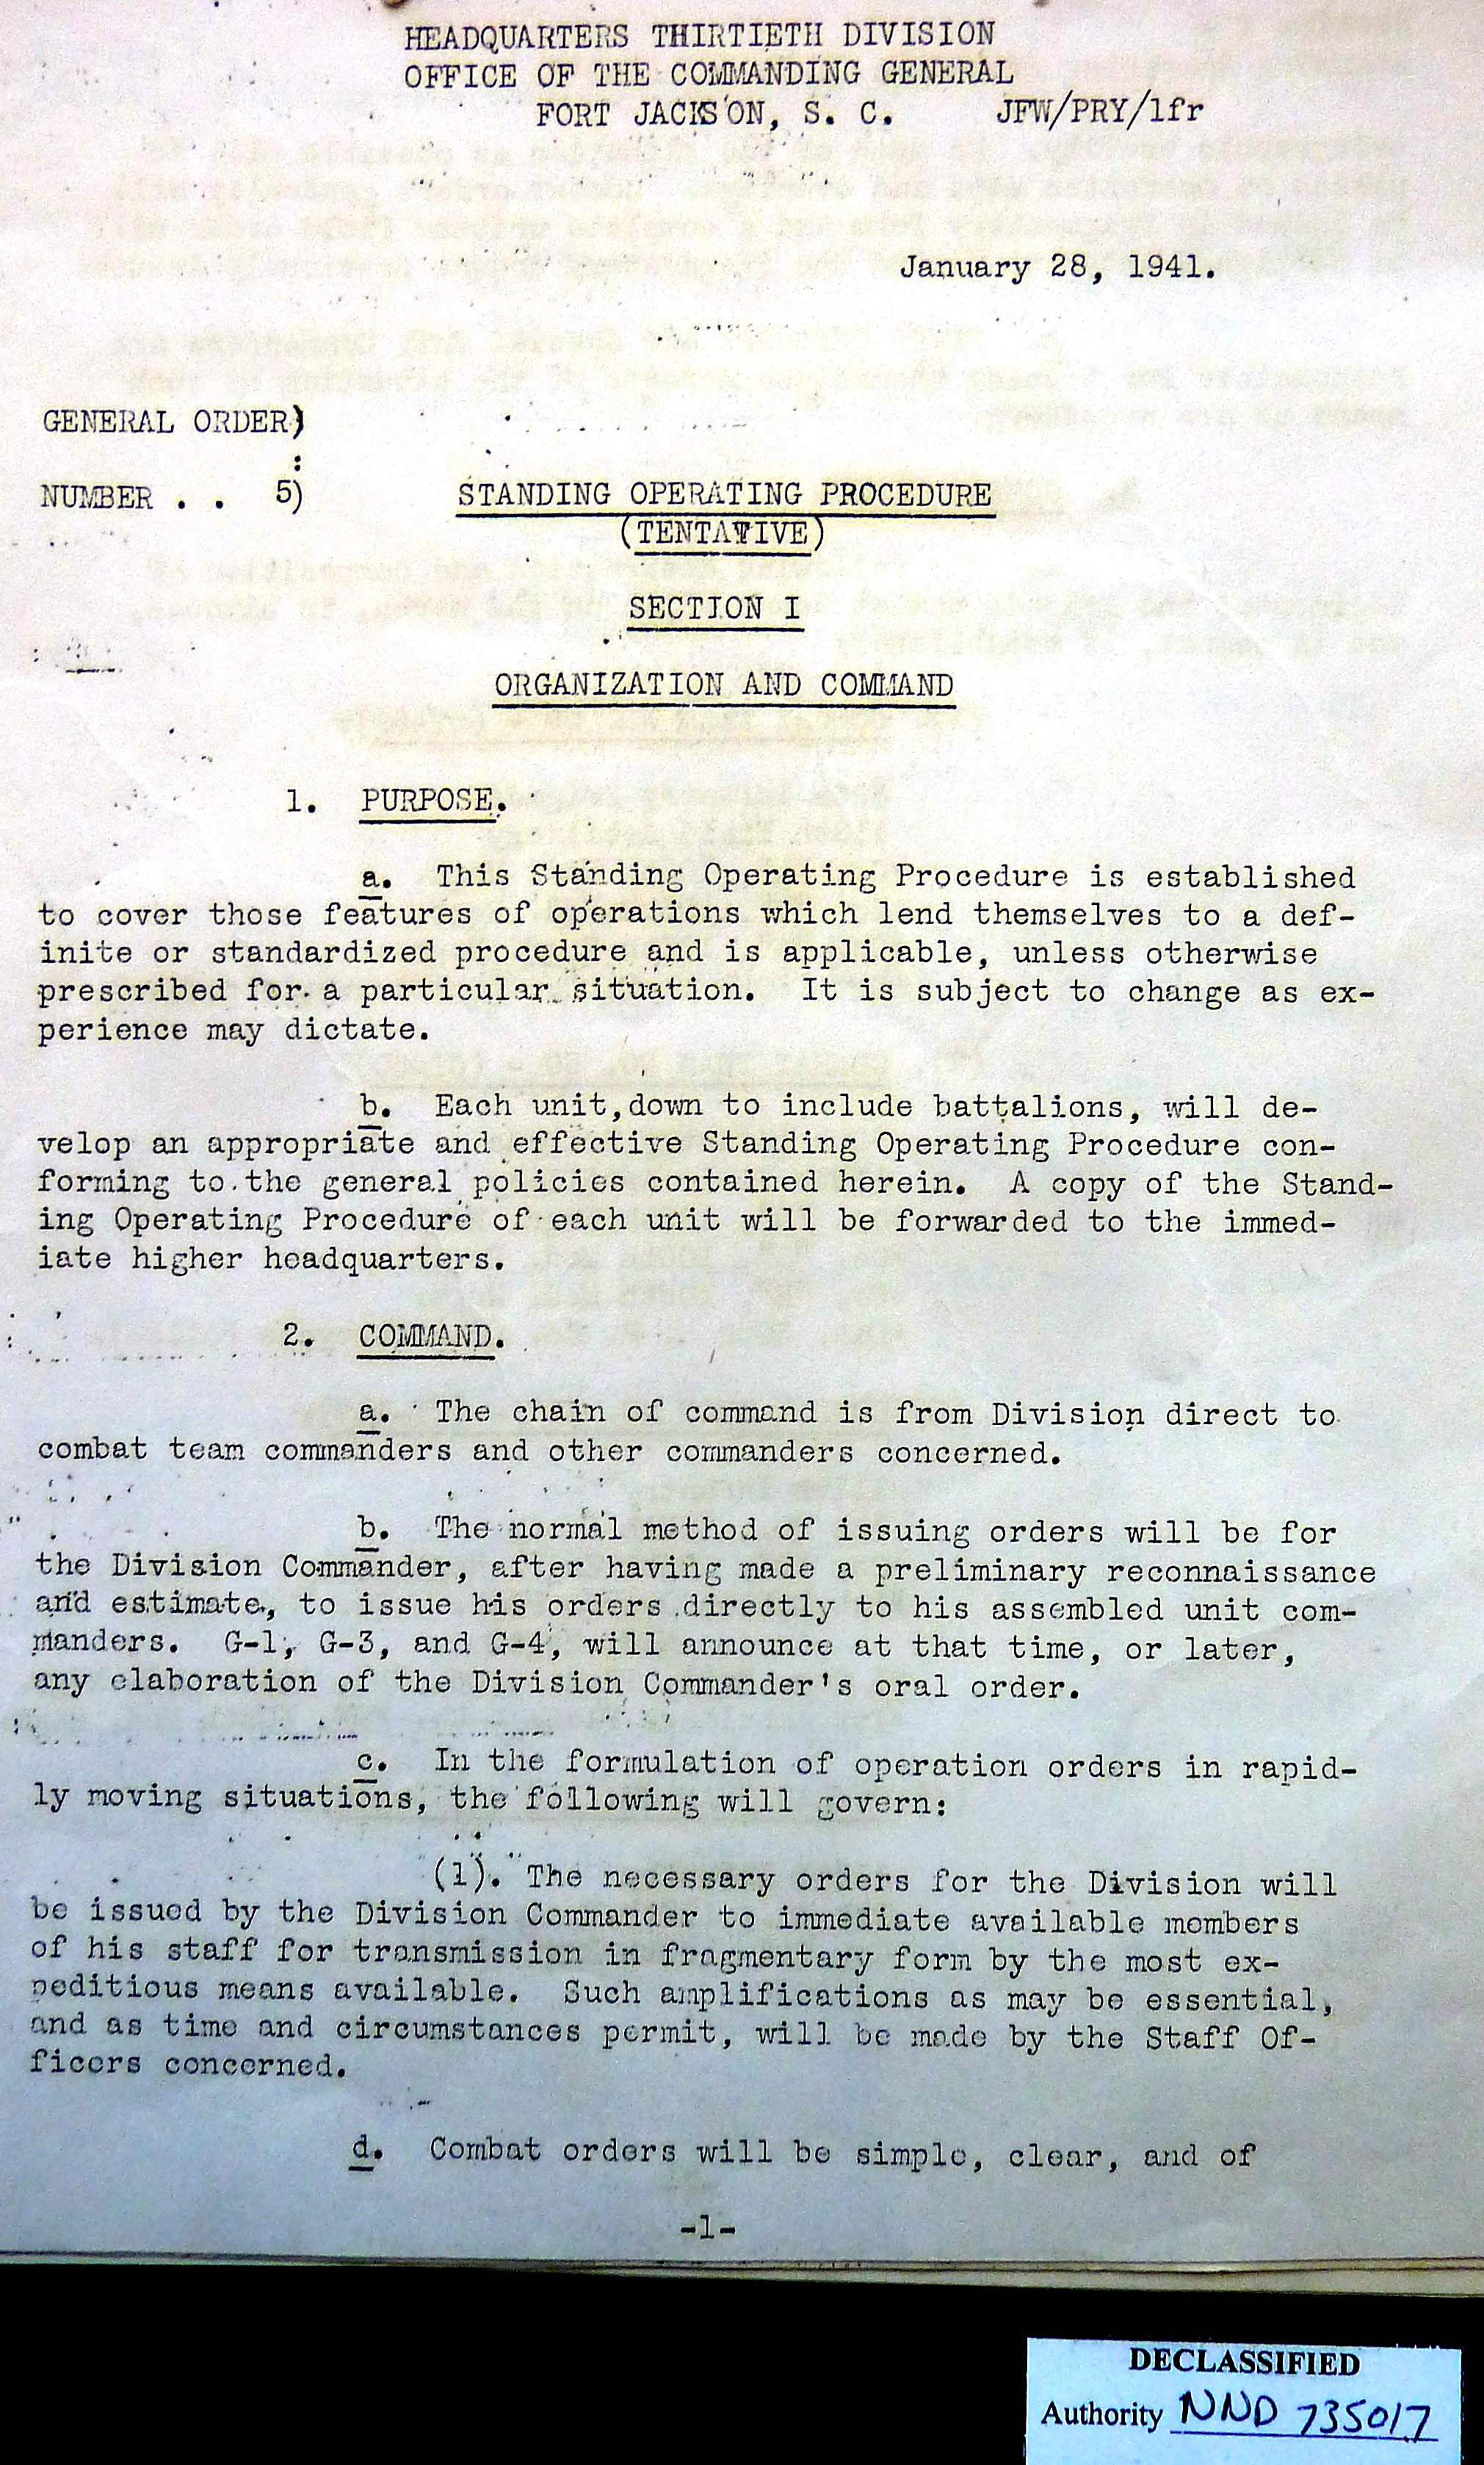 HEADQUARTERS THIRTIETH DIVISION
OFFICE OF THE COMMANDING GENERAL
FORT JACKSON, S. C. JFW/PRY/lfr
January 28, 1941.
GENERAL ORDER)
:
NUMBER . . 5) STANDING OPERATING PROCEDURE
(TENTATIVE)
SECTION I
ORGANIZATION AND COMMAND
1. PURPOSE.
a. This Standing Operating Procedure is established
to cover those features of operations which lend themselves to a def-
inite or standardized procedure and is applicable, unless otherwise
prescribed for a particular situation. It is subject to change as ex-
perience may dictate.
b. Each unit,down to include battalions, will de-
velop an appropriate and effective Standing Operating Procedure con-
forming to the general policies contained herein. A copy of the Stand-
ing Operating Procedure of each unit will be forwarded to the immed-
iate higher headquarters.
2. COMMAND.
a. The chain of command is from Division direct to
combat team commanders and other commanders concerned.
b. The normal method of issuing orders will be for
the Division Commander, after having made a preliminary reconnaissance
and estimate, to issue his orders directly to his assembled unit com-
manders. G-1, G-3, and G-4, will announce at that time, or later,
any elaboration of the Division Commander's oral order.
c. In the formulation of operation orders in rapid-
ly moving situations, the following will govern:
(1). The necessary orders for the Division will
be issued by the Division Commander to immediate available members
of his staff for transmission in fragmentary form by the most ex-
peditious means available. Such amplifications as may be essential,
and as time and circumstances permit, will be made by the Staff Of-
ficers concerned.
d. Combat orders will be simple, clear, and of
-1-
DECLASSIFIED
Authority NND 735017